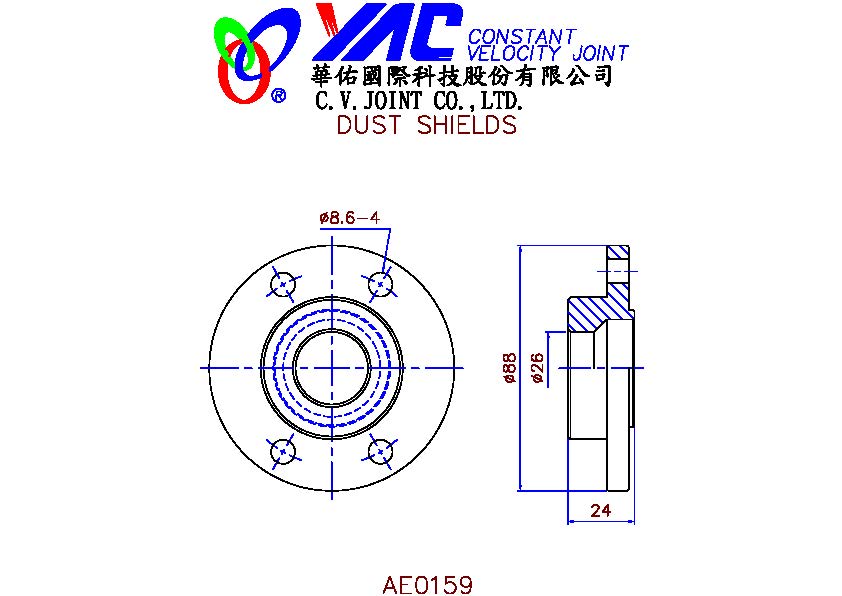 YAC CONSTANT
VELOCITY JOINT
®
華佑國際科技股份有限公司
C.V.JOINT CO.,LTD.
DUST SHIELDS
ø8.6-4
ø88
ø26
24
AE0159